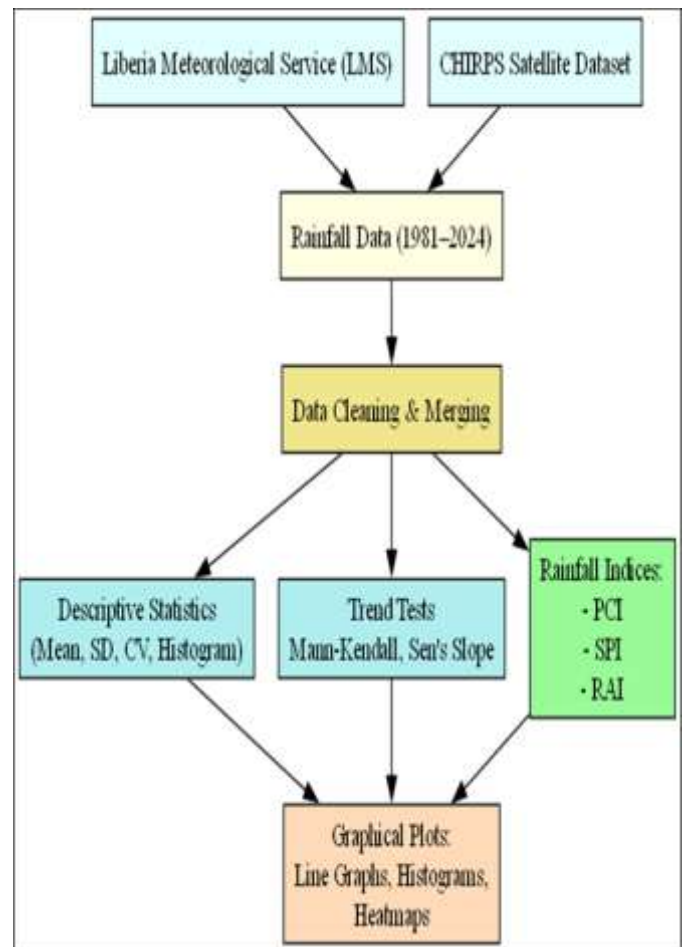 Liberia Meteorological Service (LMS)
CHIRPS Satellite Dataset
Rainfall Data (1981–2024)
Data Cleaning & Merging
Descriptive Statistics
(Mean, SD, CV, Histogram)
Trend Tests
Mann-Kendall, Sen's Slope
Rainfall Indices:
- PCI
- SPI
- RAI
Graphical Plots:
Line Graphs, Histograms,
Heatmaps